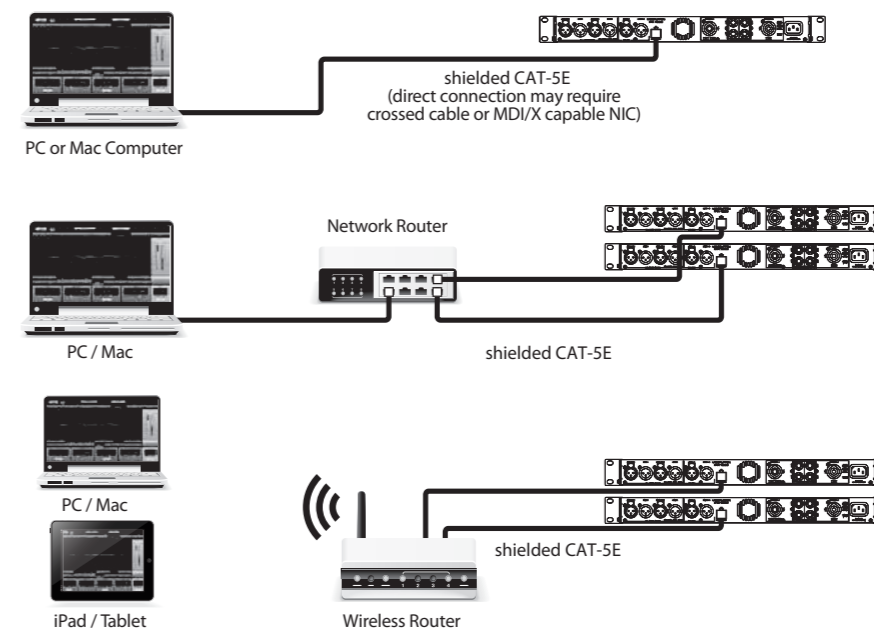 shielded CAT-5E
(direct connection may require
crossed cable or MDI/X capable NIC)
PC or Mac Computer
Network Router
PC / Mac
shielded CAT-5E
PC / Mac
shielded CAT-5E
iPad / Tablet
Wireless Router